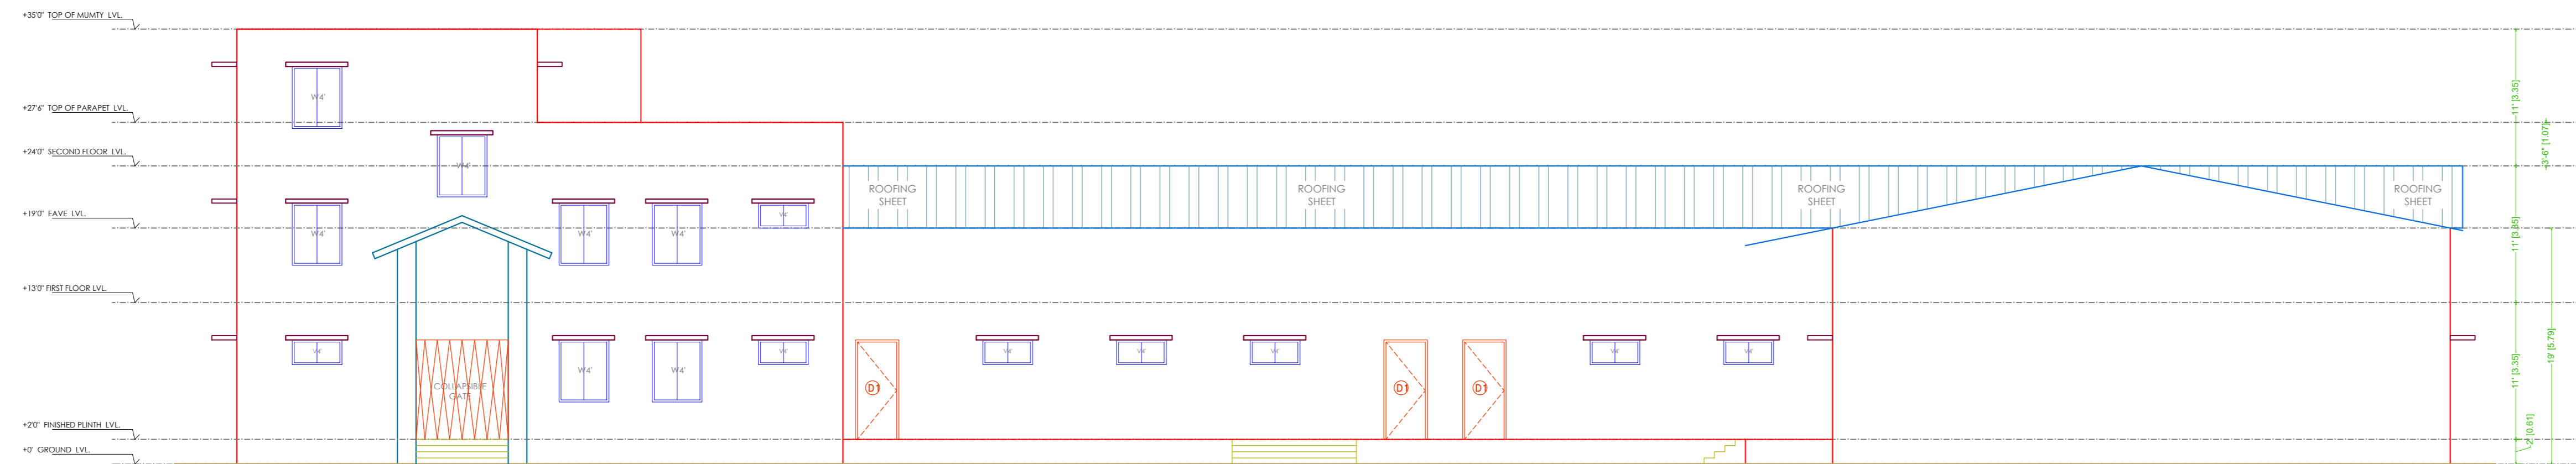 +35'0" TOP OF MUMTY LVL.
+27'6" TOP OF PARAPET LVL.
+24'0" SECOND FLOOR LVL.
+19'0" EAVE LVL.
+13'0" FIRST FLOOR LVL.
+2'0" FINISHED PLINTH LVL.
+0' GROUND LVL.
W4'
W4'
W4'
W4'
W4'
COLLAPSIBLE
GATE
W4'
W4'
ROOFING
SHEET
ROOFING
SHEET
ROOFING
SHEET
ROOFING
SHEET
D1
D1
D1
11' [3.35]
3'-6" [1.07]
11' [3.35]
11' [3.35]
19' [5.79]
2' [0.61]